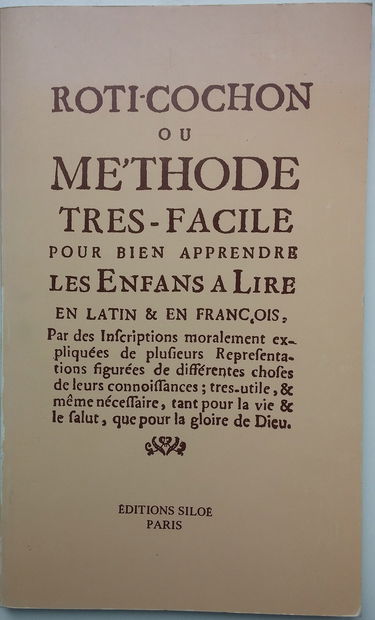 ROTI-COCHON
OU
ME'THODE
TRES-FACILE
POUR BIEN APPRENDRE
LES ENFANS A LIRE
EN LATIN & EN FRANC,OIS,
Par des Inſcriptions moralement ex-
pliquées de pluſieurs Repreſenta-
tions figurées de différentes choſes
de leurs connoiſſances ; tres-utile, &
même néceſſaire, tant pour la vie &
le ſalut, que pour la gloire de Dieu.
ÉDITIONS SILOÉ
PARIS